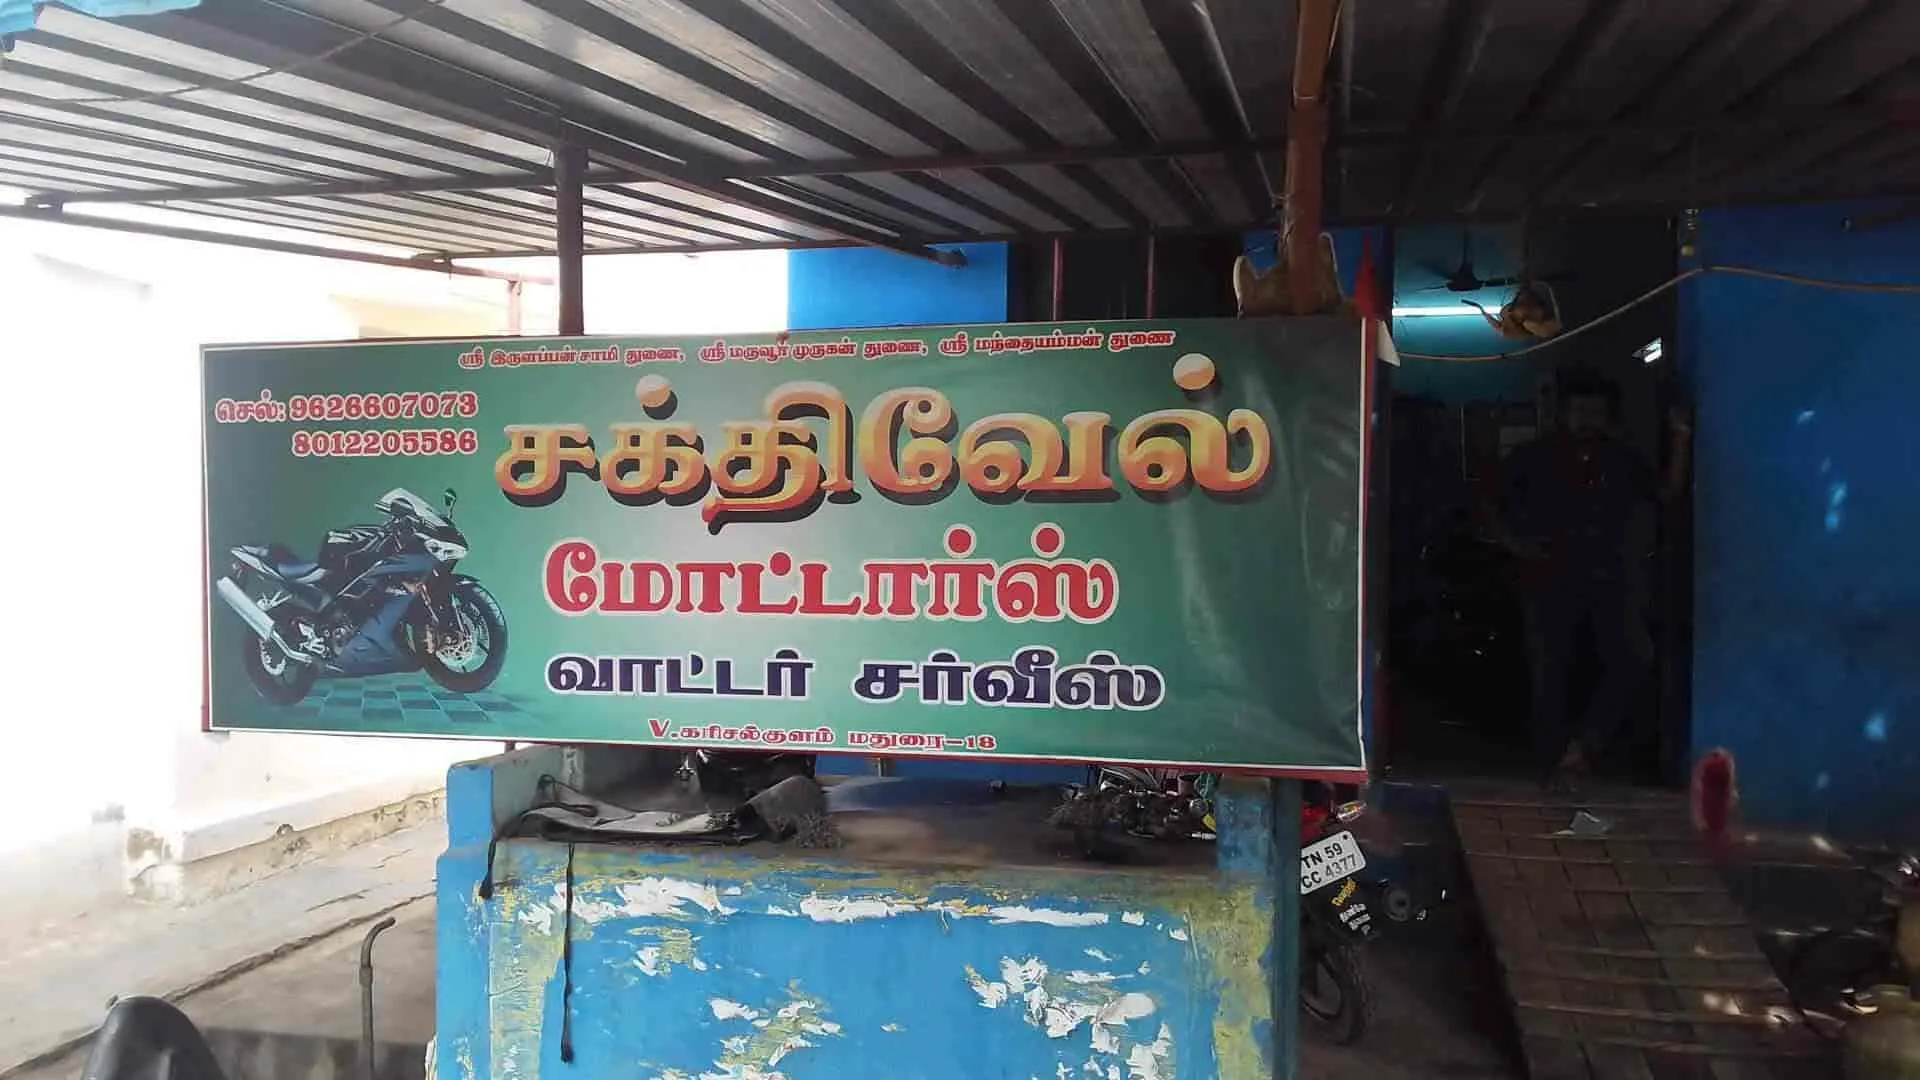 ஸ்ரீ இருளப்பன்சாமி துணை, ஸ்ரீ மருவூர் முருகன் துணை, ஸ்ரீ மந்தையம்மன் துணை
செல்: 9626607073
8012205586
சக்திவேல்
மோட்டார்ஸ்
வாட்டர் சர்வீஸ்
V.கரிசல்குளம் மதுரை-18
TN 59
CC 4377